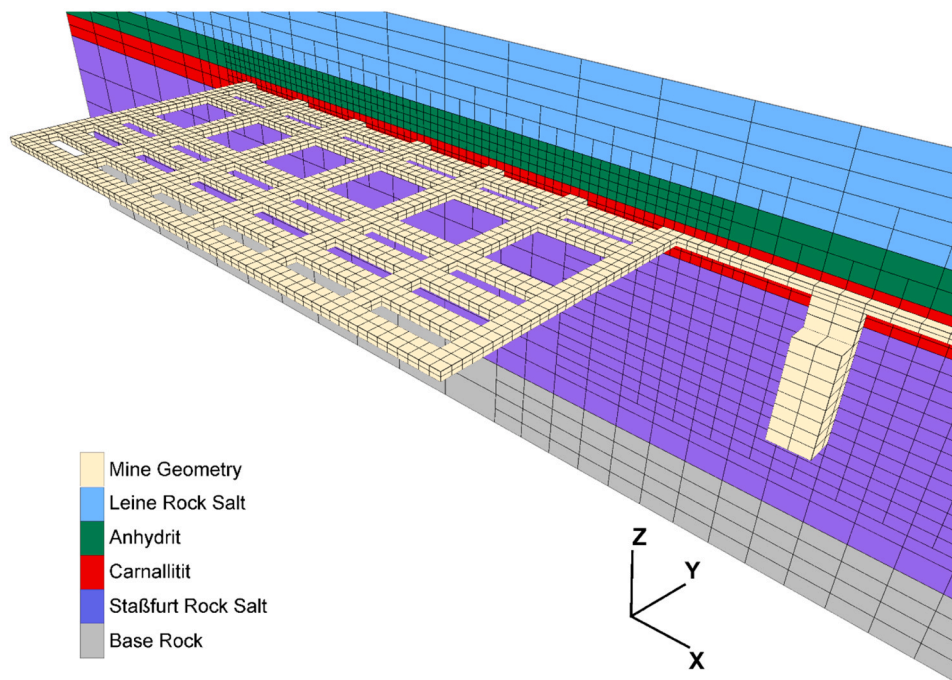 Mine Geometry
Leine Rock Salt
Anhydrit
Carnallitit
Staßfurt Rock Salt
Base Rock
Z
Y
X